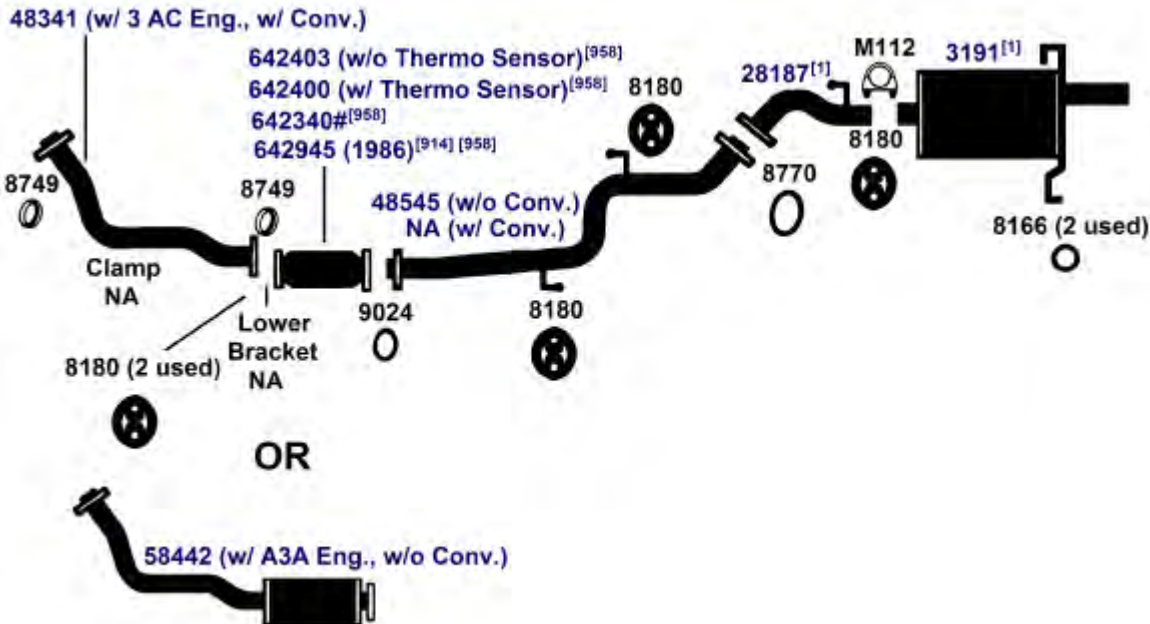 48341 (w/ 3 AC Eng., w/ Conv.)
642403 (w/o Thermo Sensor)[958]
642400 (w/ Thermo Sensor)[958]
642340#[958]
642945 (1986)[914] [958]
8749
8749
Clamp
NA
8180 (2 used)
Lower
Bracket
NA
9024
48545 (w/o Conv.)
NA (w/ Conv.)
8180
8180
28187[1]
M112
3191[1]
8770
8180
8166 (2 used)
OR
58442 (w/ A3A Eng., w/o Conv.)